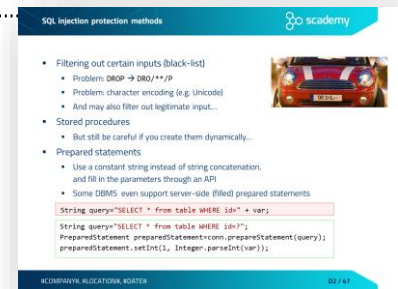 SQL injection protection methods
scademy
Filtering out certain inputs (black-list)
Problem: DROP → DRO/**/P
Problem: character encoding (e.g. Unicode)
And may also filter out legitimate input...
Stored procedures
But still be careful if you create them dynamically...
Prepared statements
Use a constant string instead of string concatenation,
and fill in the parameters through an API
Some DBMS even support server-side (filled) prepared statements
String query="SELECT * from table WHERE id=" + var;
String query="SELECT * from table WHERE id=?";
PreparedStatement preparedStatement=conn.prepareStatement(query);
preparedStatement.setInt(1, Integer.parseInt(var));
#COMPANY#, #LOCATION#, #DATE#
D2 / 47